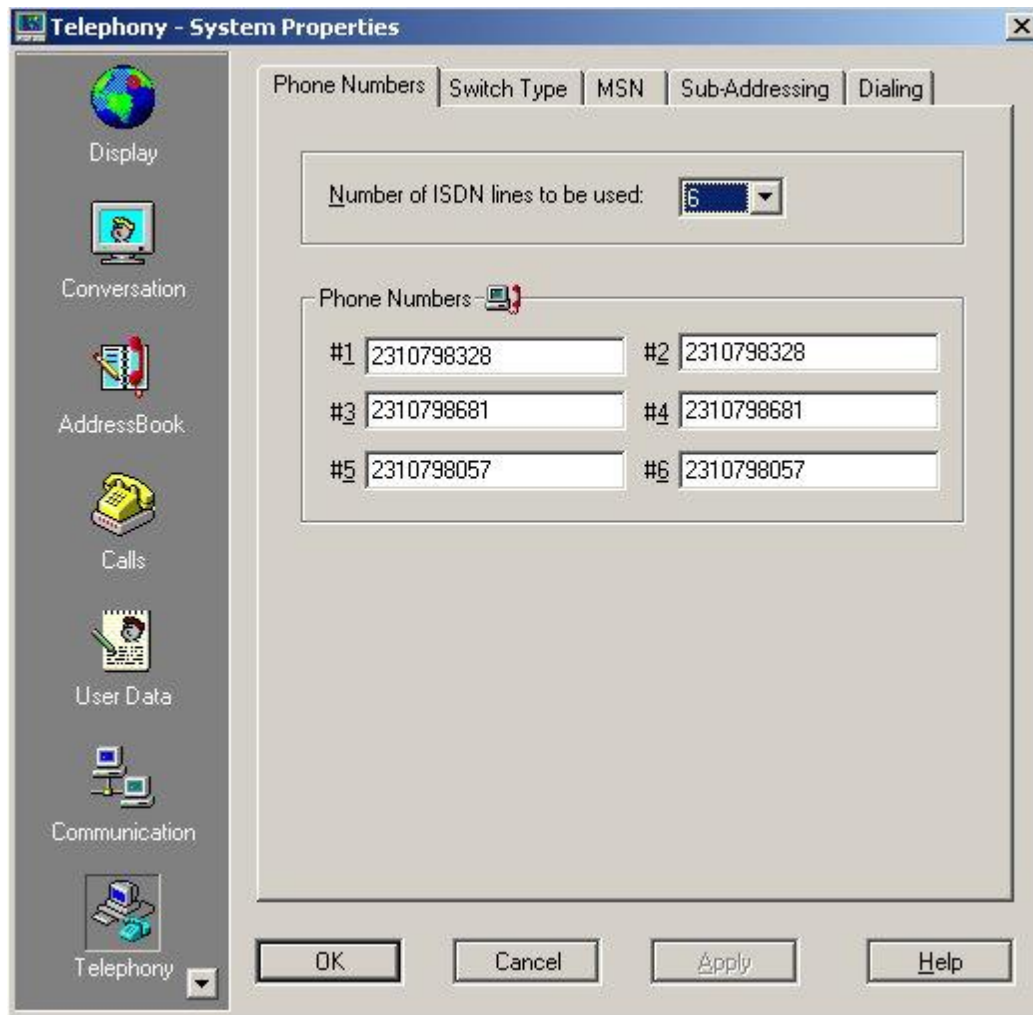 Telephony - System Properties
Display
Conversation
AddressBook
Calls
User Data
Communication
Telephony
Phone Numbers
Switch Type
MSN
Sub-Addressing
Dialing
Number of ISDN lines to be used:
6
Phone Numbers
#1 2310798328
#2 2310798328
#3 2310798681
#4 2310798681
#5 2310798057
#6 2310798057
OK
Cancel
Apply
Help